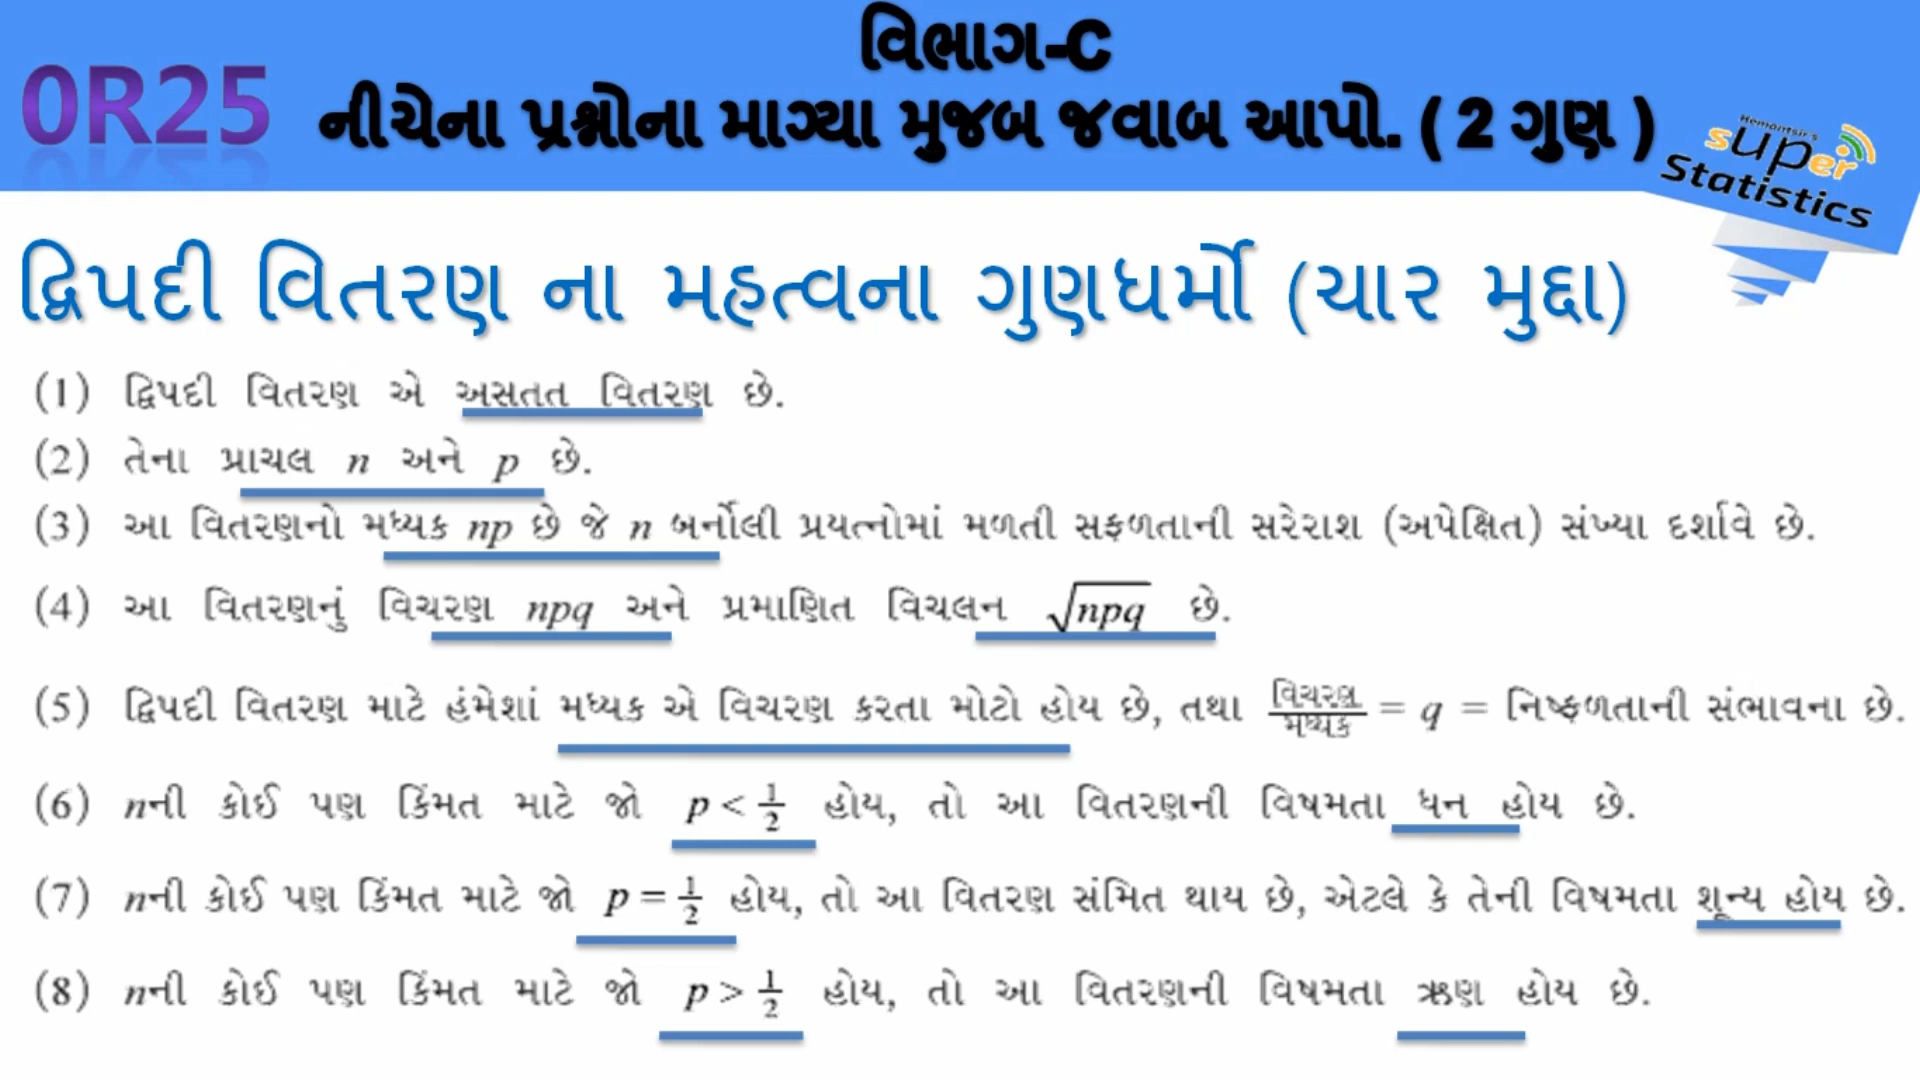 વિભાગ-C
0R25
નીચેના પ્રશ્નોના માગ્યા મુજબ જવાબ આપો. ( 2 ગુણ )
Hemantsir's
super
Statistics
દ્વિપદી વિતરણ ના મહત્વના ગુણધર્મો (ચાર મુદ્દા)
(1) દ્વિપદી વિતરણ એ અસતત વિતરણ છે.
(2) તેના પ્રાચલ n અને p છે.
(3) આ વિતરણનો મધ્યક np છે જે n બર્નોલી પ્રયત્નોમાં મળતી સફળતાની સરેરાશ (અપેક્ષિત) સંખ્યા દર્શાવે છે.
(4) આ વિતરણનું વિચરણ npq અને પ્રમાણિત વિચલન √npq છે.
(5) દ્વિપદી વિતરણ માટે હંમેશાં મધ્યક એ વિચરણ કરતા મોટો હોય છે, તથા વિચરણ/મધ્યક = q = નિષ્ફળતાની સંભાવના છે.
(6) nની કોઈ પણ કિંમત માટે જો p < 1/2 હોય, તો આ વિતરણની વિષમતા ધન હોય છે.
(7) nની કોઈ પણ કિંમત માટે જો p = 1/2 હોય, તો આ વિતરણ સંમિત થાય છે, એટલે કે તેની વિષમતા શૂન્ય હોય છે.
(8) nની કોઈ પણ કિંમત માટે જો p > 1/2 હોય, તો આ વિતરણની વિષમતા ઋણ હોય છે.